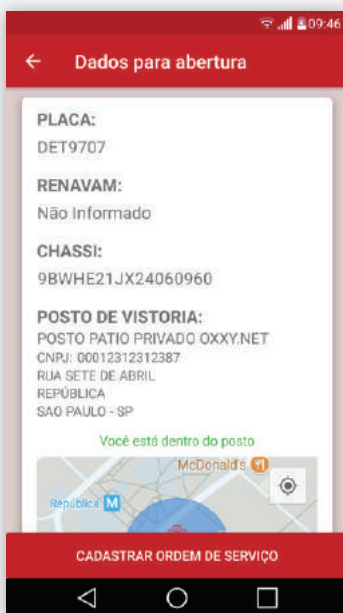 09:46
Dados para abertura
PLACA:
DET9707
RENAVAM:
Não Informado
CHASSI:
9BWHE21JX24060960
POSTO DE VISTORIA:
POSTO PATIO PRIVADO OXXY.NET
CNPJ: 00012312312387
RUA SETE DE ABRIL
REPÚBLICA
SAO PAULO - SP
Você está dentro do posto
McDonald's
República M
CADASTRAR ORDEM DE SERVIÇO